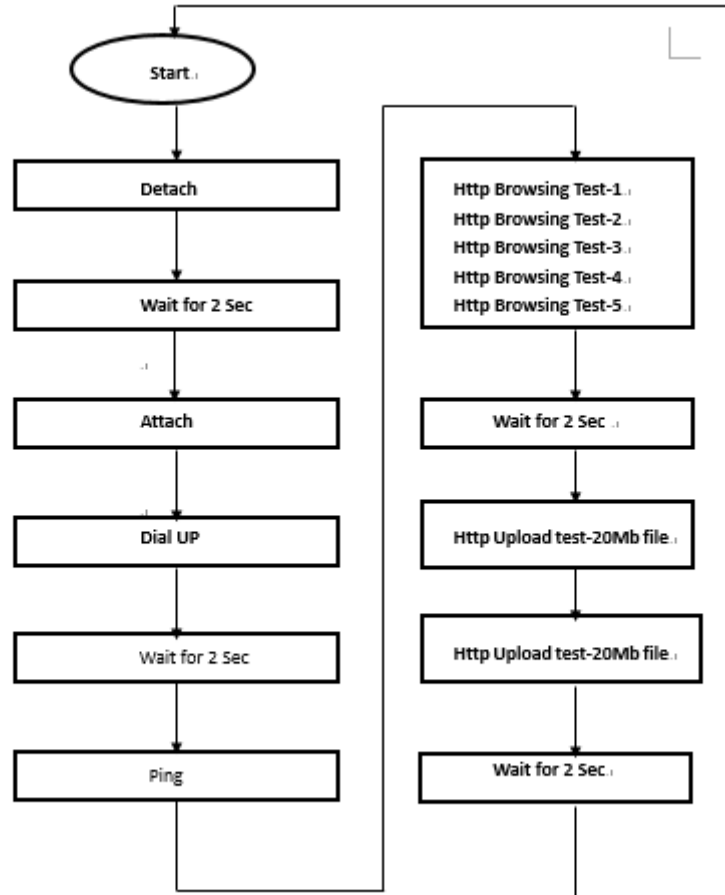 Start
Detach
Wait for 2 Sec
Attach
Dial UP
Wait for 2 Sec
Ping
Http Browsing Test-1
Http Browsing Test-2
Http Browsing Test-3
Http Browsing Test-4
Http Browsing Test-5
Wait for 2 Sec
Http Upload test-20Mb file
Http Upload test-20Mb file
Wait for 2 Sec